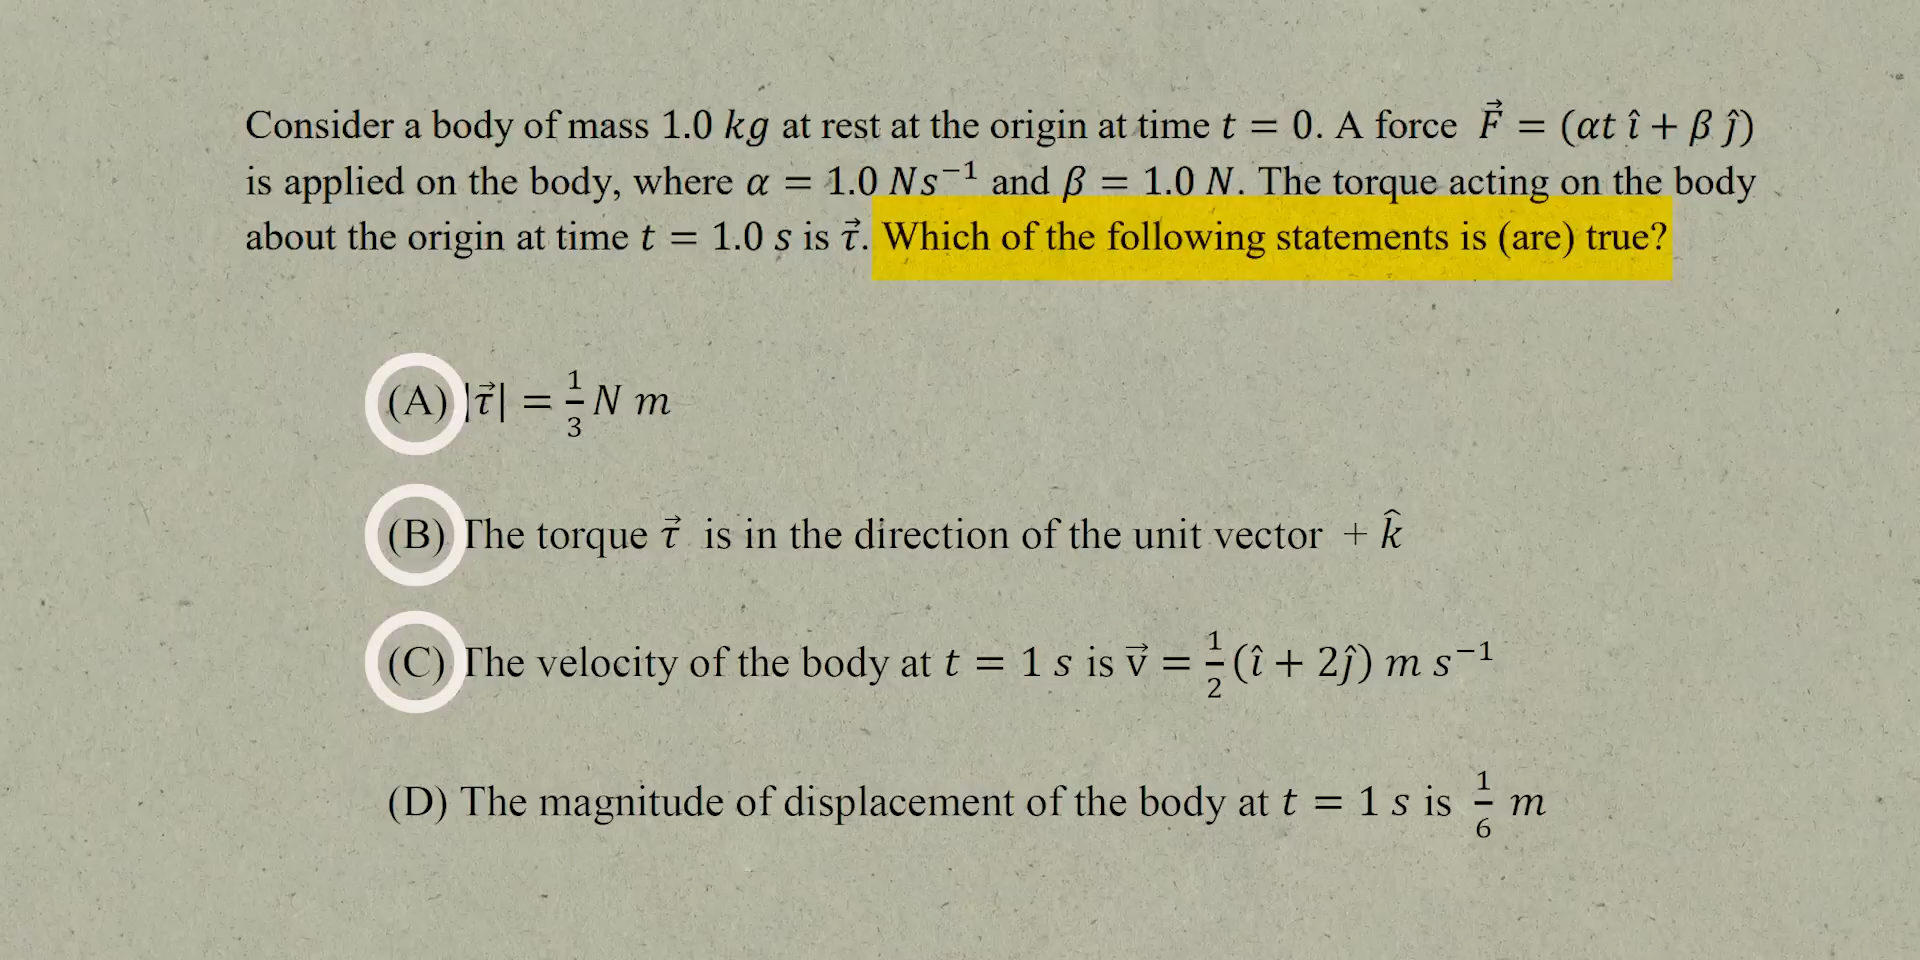 Consider a body of mass 1.0 kg at rest at the origin at time t = 0. A force F⃗ = (αt î + β ĵ)
is applied on the body, where α = 1.0 Ns⁻¹ and β = 1.0 N. The torque acting on the body
about the origin at time t = 1.0 s is τ⃗. Which of the following statements is (are) true?
(A) |τ⃗| = 1/3 N m
(B) The torque τ⃗ is in the direction of the unit vector + k̂
(C) The velocity of the body at t = 1 s is v⃗ = 1/2 (î + 2ĵ) m s⁻¹
(D) The magnitude of displacement of the body at t = 1 s is 1/6 m